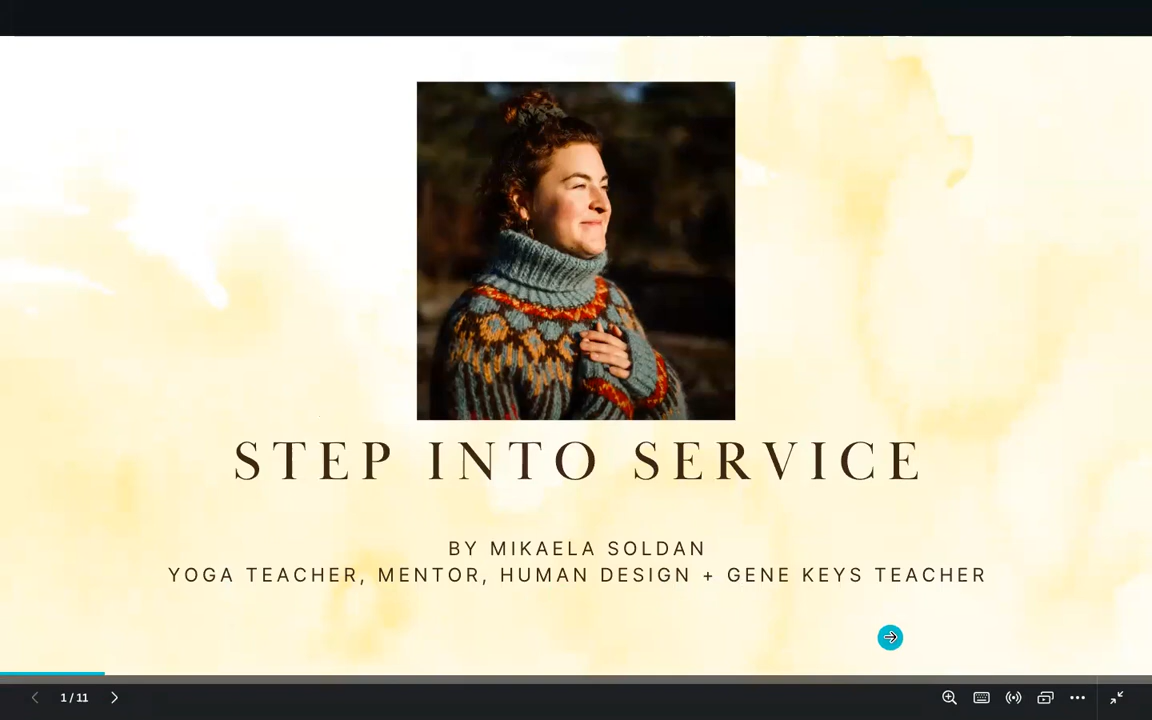 STEP INTO SERVICE
BY MIKAELA SOLDAN
YOGA TEACHER, MENTOR, HUMAN DESIGN + GENE KEYS TEACHER
1 / 11